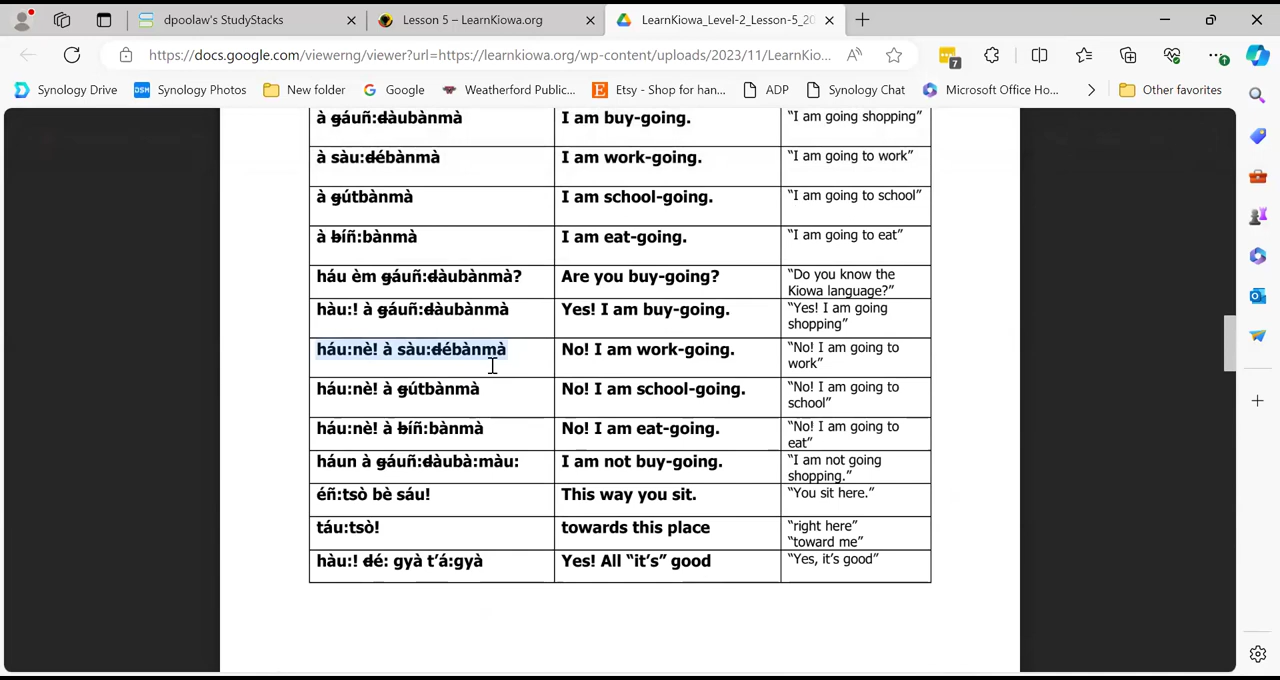 dpoolaw's StudyStacks
Lesson 5 – LearnKiowa.org
LearnKiowa_Level-2_Lesson-5_20
https://docs.google.com/viewerng/viewer?url=https://learnkiowa.org/wp-content/uploads/2023/11/LearnKio...
7
Synology Drive
DSM Synology Photos
New folder
Google
Weatherford Public...
Etsy - Shop for han...
ADP
Synology Chat
Microsoft Office Ho...
Other favorites
à g̶áuñ:d̶àubànmà I am buy-going. “I am going shopping”
à sàu:d̶ébànmà I am work-going. “I am going to work”
à g̶útbànmà I am school-going. “I am going to school”
à b̶íñ:bànmà I am eat-going. “I am going to eat”
háu èm g̶áuñ:d̶àubànmà? Are you buy-going? “Do you know the
Kiowa language?”
hàu:! à g̶áuñ:d̶àubànmà Yes! I am buy-going. “Yes! I am going
shopping”
háu:nè! à sàu:d̶ébànmà No! I am work-going. “No! I am going to
work”
háu:nè! à g̶útbànmà No! I am school-going. “No! I am going to
school”
háu:nè! à b̶íñ:bànmà No! I am eat-going. “No! I am going to
eat”
háun à g̶áuñ:d̶àubà:màu: I am not buy-going. “I am not going
shopping.”
éñ:tsò bè sáu! This way you sit. “You sit here.”
táu:tsò! towards this place “right here”
“toward me”
hàu:! d̶é: gyà t’á:gyà Yes! All “it’s” good “Yes, it’s good”